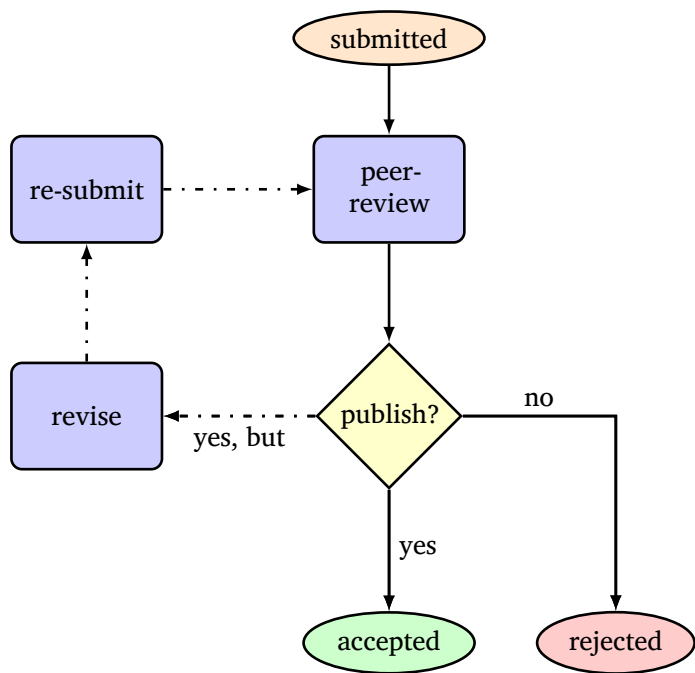 submitted
re-submit
peer-
review
revise
yes, but
publish?
no
yes
accepted
rejected